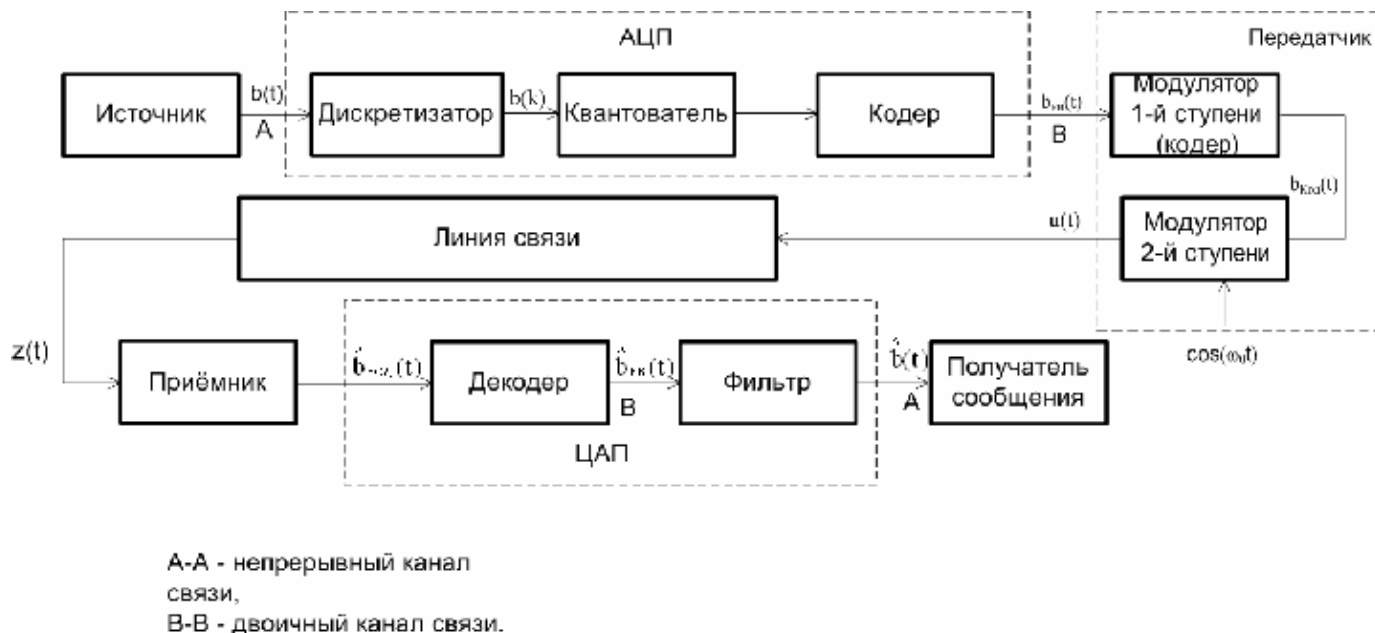 АЦП
Передатчик
Источник
b(t)
A
Дискретизатор
b(k)
Квантователь
Кодер
B
Модулятор
1-й ступени
(кодер)
Линия связи
u(t)
Модулятор
2-й ступени
cos(ω₀t)
z(t)
Приёмник
Декодер
B
Фильтр
b̂(t)
A
Получатель
сообщения
ЦАП
А-А - непрерывный канал
связи,
В-В - двоичный канал связи.